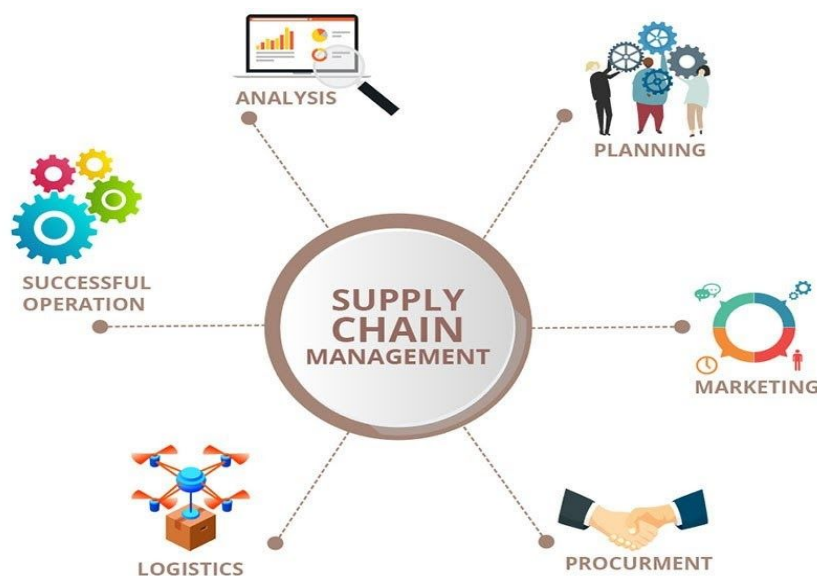 ANALYSIS
PLANNING
SUCCESSFUL
OPERATION
SUPPLY
CHAIN
MANAGEMENT
MARKETING
LOGISTICS
PROCURMENT